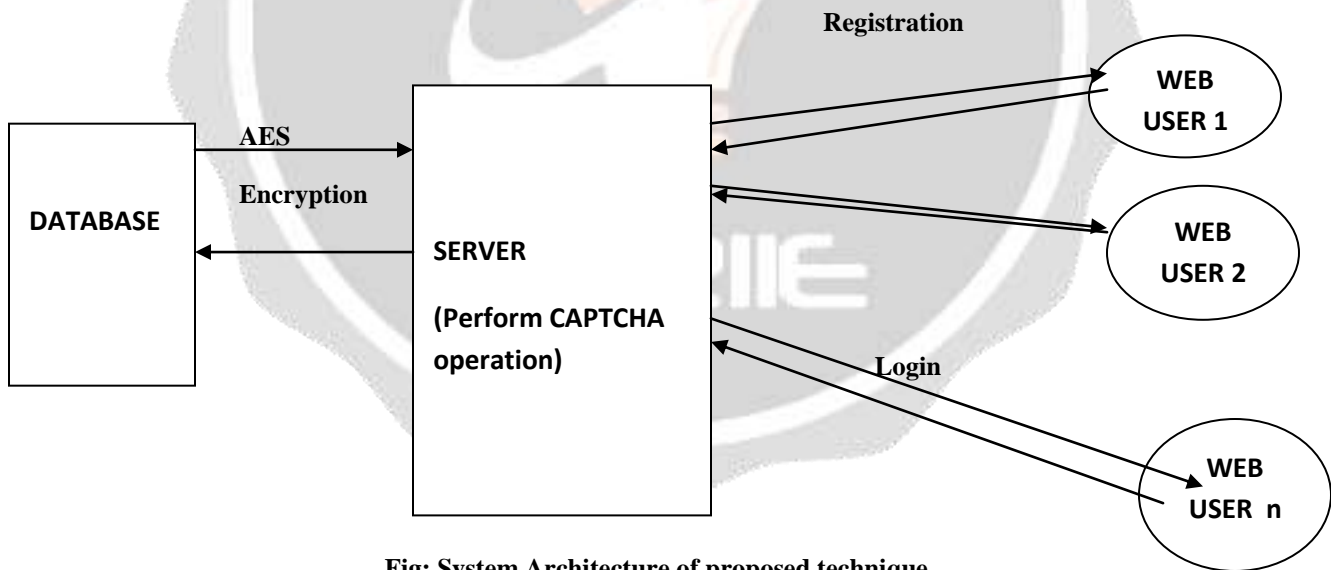 Registration
WEB
USER 1
AES
Encryption
DATABASE
SERVER
(Perform CAPTCHA
operation)
WEB
USER 2
Login
WEB
USER n
Fig: System Architecture of proposed technique